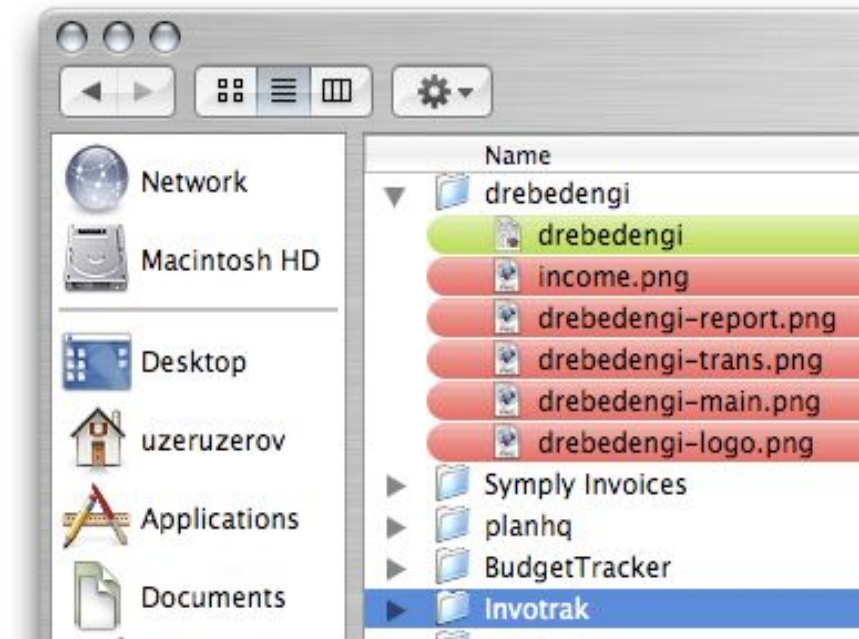 Network
Macintosh HD
Desktop
uzeruzerov
Applications
Documents
Name
drebedengi
drebedengi
income.png
drebedengi-report.png
drebedengi-trans.png
drebedengi-main.png
drebedengi-logo.png
Symply Invoices
planhq
BudgetTracker
Invotrak